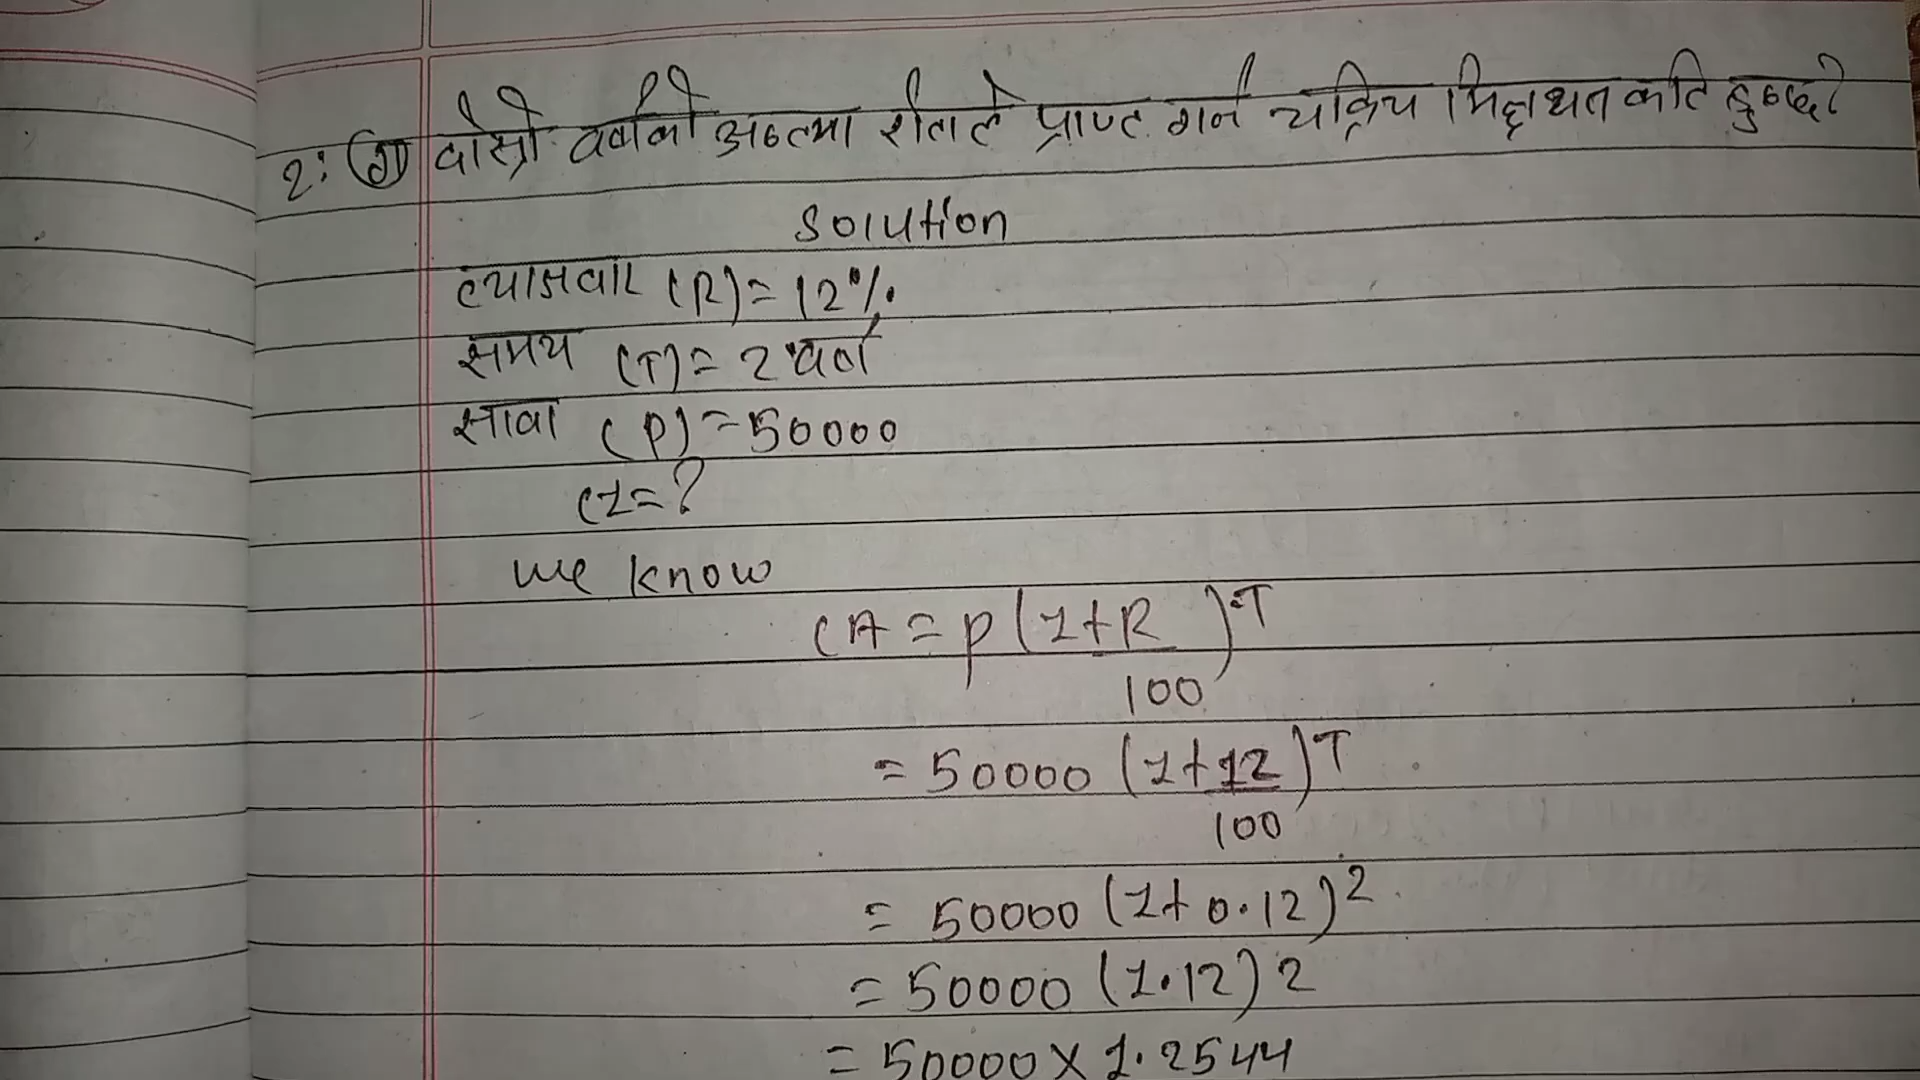 2. (ग) दोस्रो वर्षको अन्त्यमा रीताले प्राप्त गर्ने चक्रिय मिश्रधन कति हुन्छ?
Solution
ब्याजदर (R) = 12%
समय (T) = 2 वर्ष
सावा (P) = 50000
CI = ?
we know
CA = P(1+R/100)^T
= 50000 (1+12/100)^T
= 50000 (1+0.12)^2
= 50000 (1.12)2
= 50000 x 1.2544